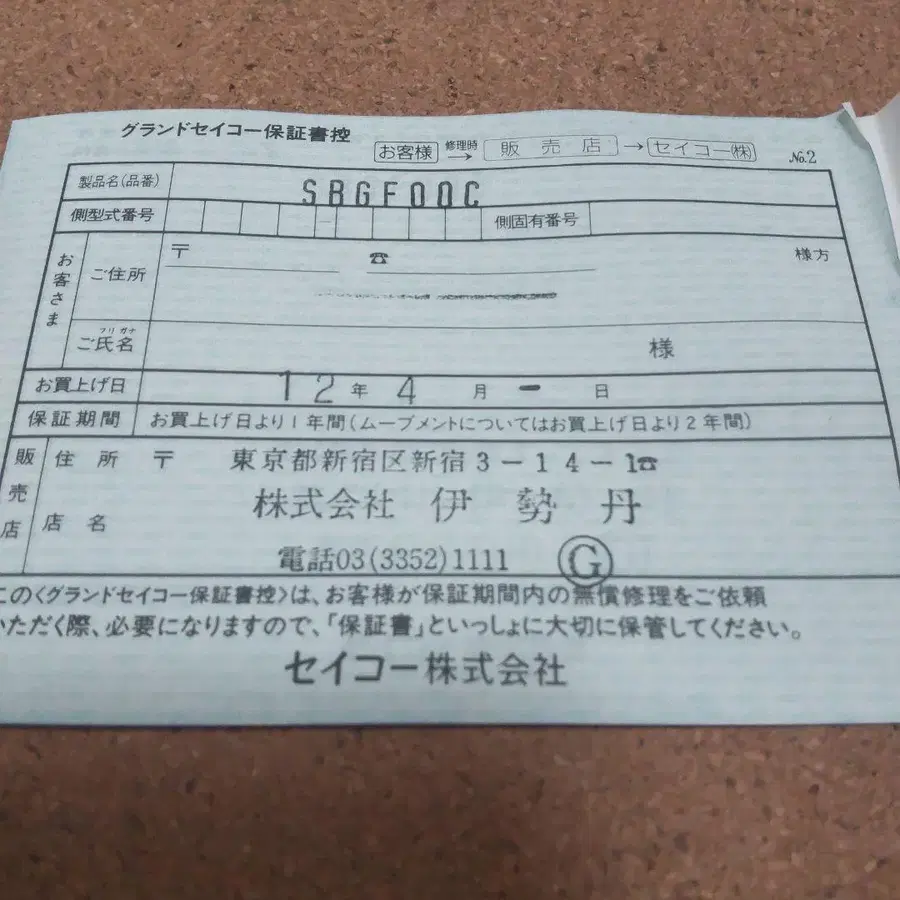 グランドセイコー保証書控
お客様 修理時→ 販売店 → セイコー㈱ No.2
製品名(品番) SBGF00C
側型式番号 - 側固有番号
お客さま
ご住所 〒 ☎ 様方
フリガナ
ご氏名 様
お買上げ日 12年 4月 - 日
保証期間 お買上げ日より1年間(ムーブメントについてはお買上げ日より2年間)
販売店
住所 〒 東京都新宿区新宿3-14-1☎
店名 株式会社 伊勢丹
電話03(3352)1111 Ⓖ
この〈グランドセイコー保証書控〉は、お客様が保証期間内の無償修理をご依頼
いただく際、必要になりますので、「保証書」といっしょに大切に保管してください。
セイコー株式会社